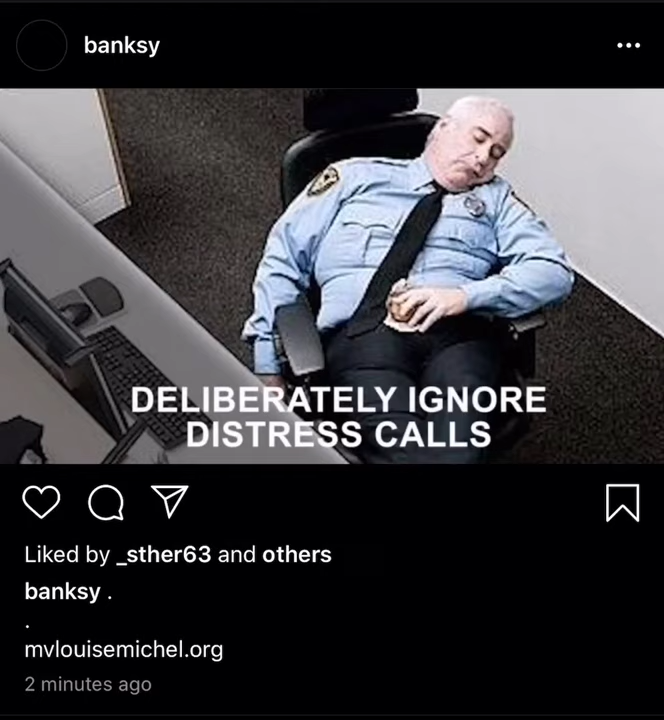 banksy
DELIBERATELY IGNORE
DISTRESS CALLS
Liked by _sther63 and others
banksy .
.
mvlouisemichel.org
2 minutes ago